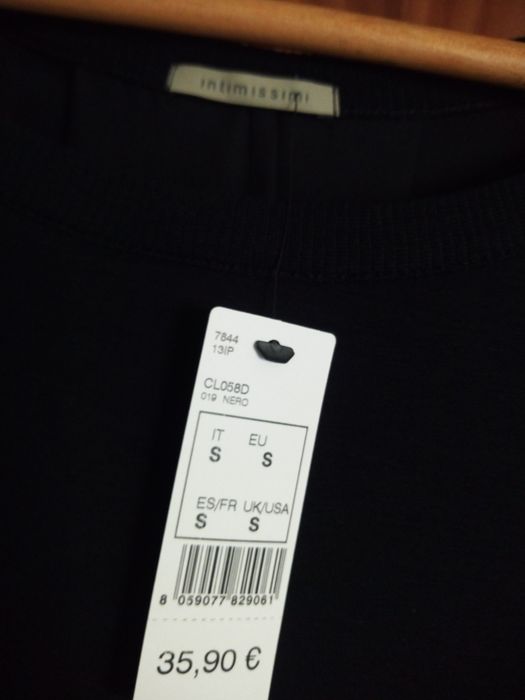 intimissimi
7844
13IP
CL058D
019 NERO
IT EU
S S
ES/FR UK/USA
S S
8 059077 829061
35,90 €